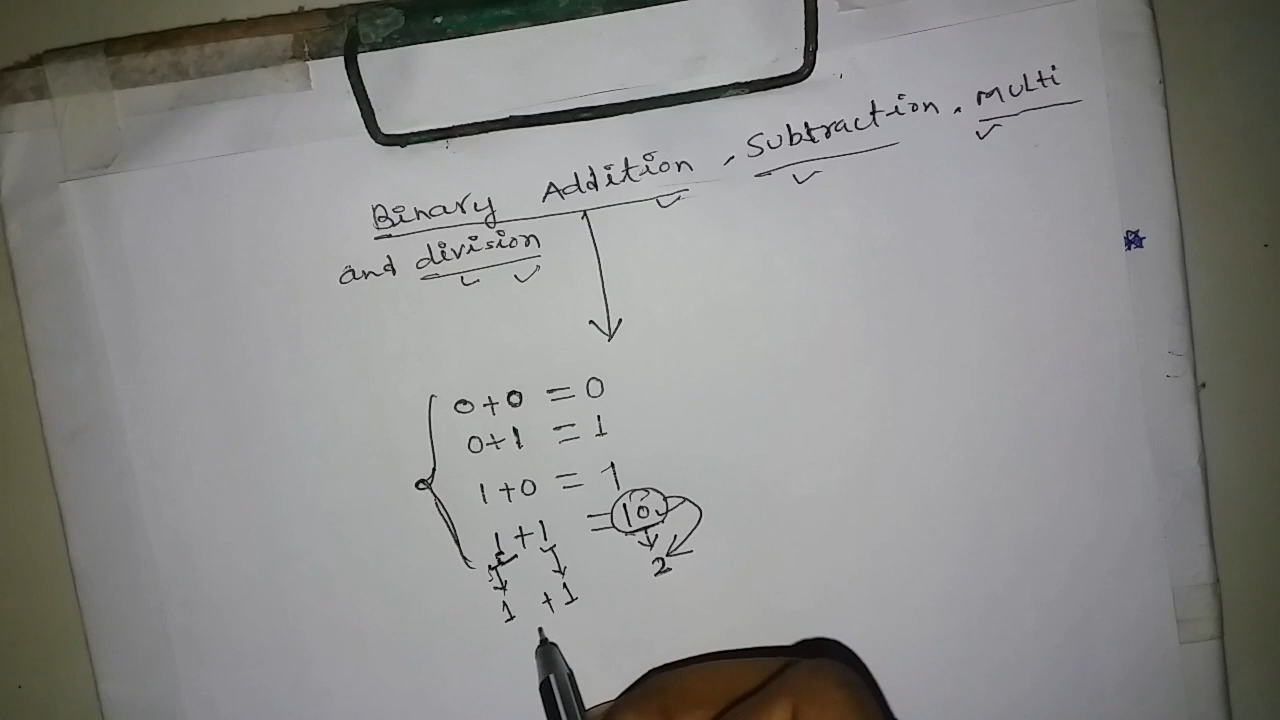 Binary Addition, Subtraction, Multi
and division
0+0 = 0
0+1 = 1
1+0 = 1
1+1 = 10
2
1 +1